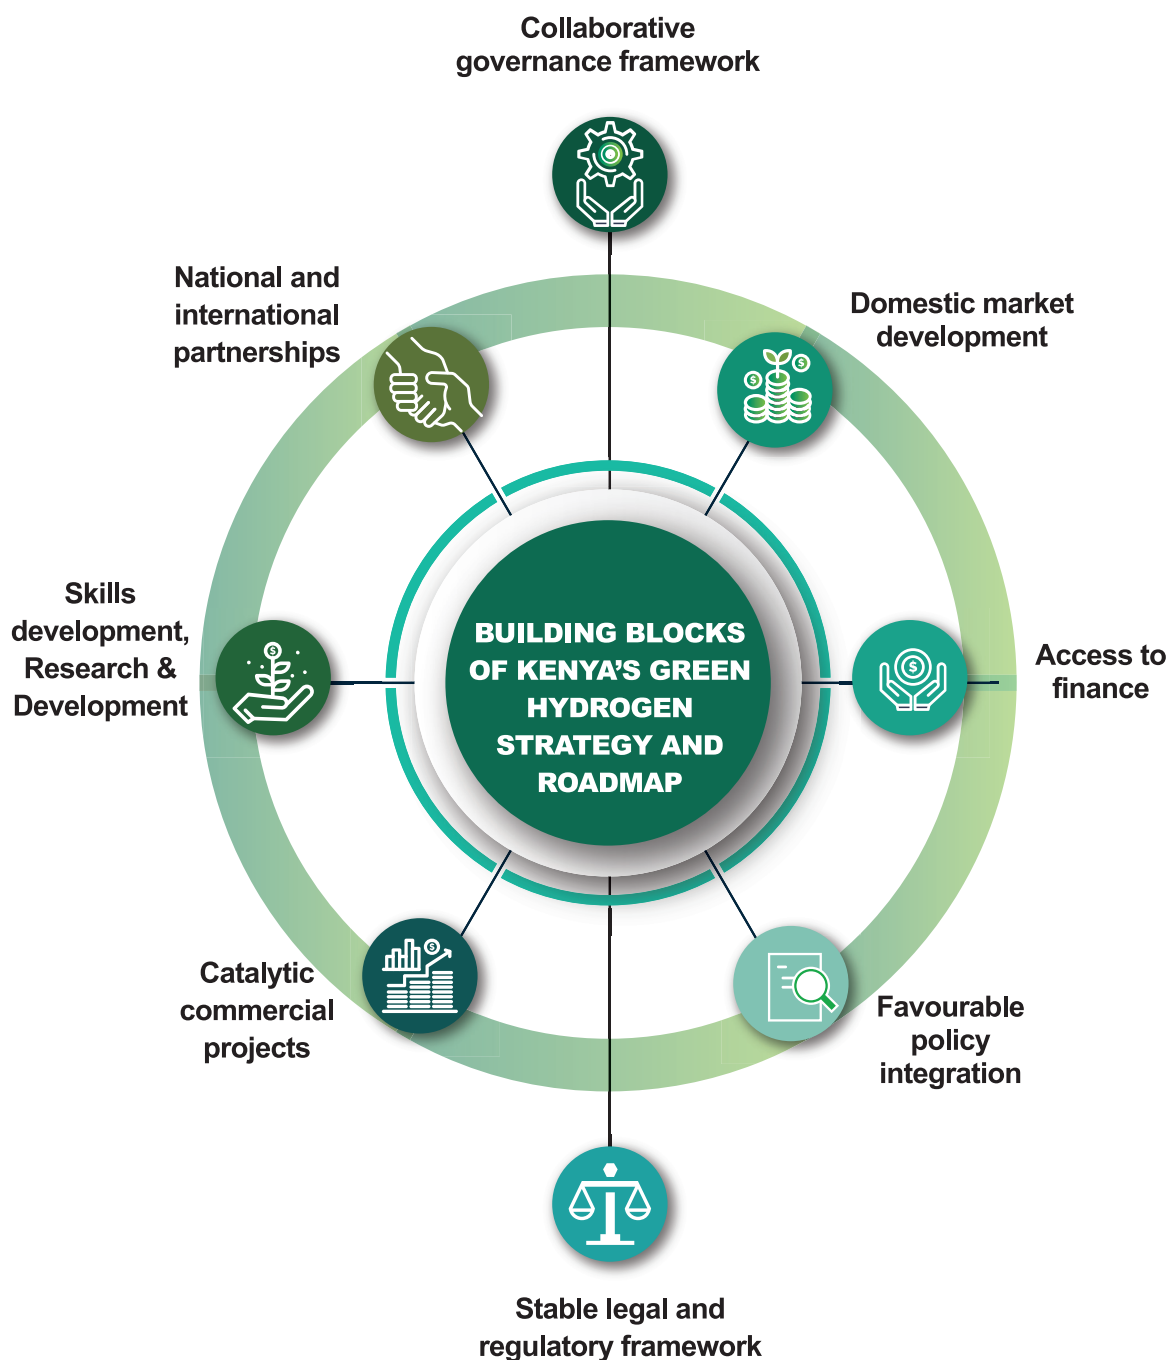 Collaborative
governance framework
National and
international
partnerships
Domestic market
development
Skills
development,
Research &
Development
BUILDING BLOCKS
OF KENYA’S GREEN
HYDROGEN
STRATEGY AND
ROADMAP
Access to
finance
Catalytic
commercial
projects
Favourable
policy
integration
Stable legal and
regulatory framework